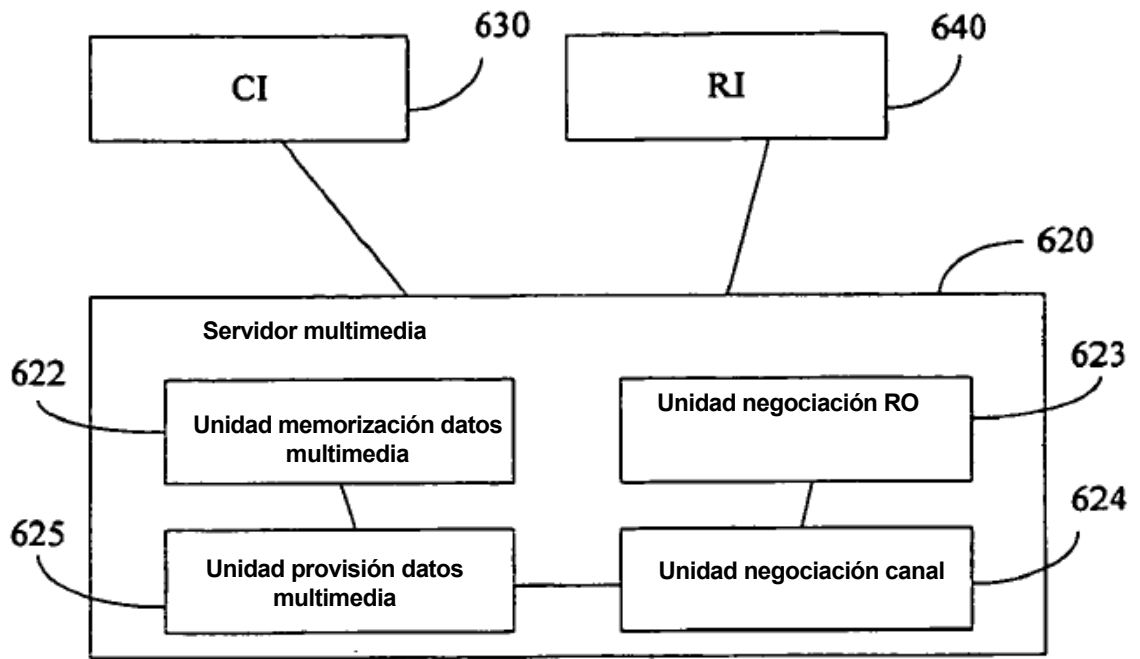 630
640
CI
RI
620
Servidor multimedia
622
623
Unidad memorización datos
multimedia
Unidad negociación RO
625
624
Unidad provisión datos
multimedia
Unidad negociación canal